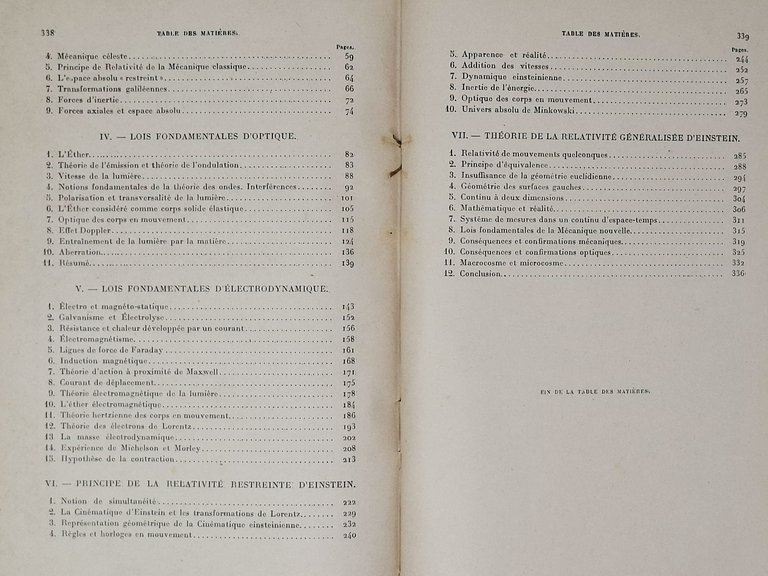 338
TABLE DES MATIÈRES.
Pages.
4. Mécanique céleste 59
5. Principe de Relativité de la Mécanique classique 62
6. L'espace absolu « restreint » 64
7. Transformations galiléennes 66
8. Forces d'inertie 72
9. Forces axiales et espace absolu 74
IV. — LOIS FONDAMENTALES D'OPTIQUE.
1. L'Éther 82
2. Théorie de l'émission et théorie de l'ondulation 83
3. Vitesse de la lumière 88
4. Notions fondamentales de la théorie des ondes. Interférences 92
5. Polarisation et transversalité de la lumière 101
6. L'Éther considéré comme corps solide élastique 105
7. Optique des corps en mouvement 115
8. Effet Doppler 118
9. Entraînement de la lumière par la matière 124
10. Aberration 136
11. Résumé 139
V. — LOIS FONDAMENTALES D'ÉLECTRODYNAMIQUE.
1. Électro et magnéto-statique 143
2. Galvanisme et Électrolyse 152
3. Résistance et chaleur développée par un courant 156
4. Électromagnétisme 158
5. Lignes de force de Faraday 161
6. Induction magnétique 168
7. Théorie d'action à proximité de Maxwell 171
8. Courant de déplacement 175
9. Théorie électromagnétique de la lumière 178
10. L'éther électromagnétique 184
11. Théorie hertzienne des corps en mouvement 186
12. Théorie des électrons de Lorentz 193
13 La masse électrodynamique 202
14. Expérience de Michelson et Morley 208
15. Hypothèse de la contraction 213
VI. — PRINCIPE DE LA RELATIVITÉ RESTREINTE D'EINSTEIN.
1. Notion de simultanéité 222
2. La Cinématique d'Einstein et les transformations de Lorentz 229
3. Représentation géométrique de la Cinématique einsteinienne 232
4. Règles et horloges en mouvement 240
TABLE DES MATIÈRES.
339
Pages.
5. Apparence et réalité 244
6. Addition des vitesses 252
7. Dynamique einsteinienne 257
8. Inertie de l'énergie 265
9. Optique des corps en mouvement 273
10. Univers absolu de Minkowski 279
VII. — THÉORIE DE LA RELATIVITÉ GÉNÉRALISÉE D'EINSTEIN.
1. Relativité de mouvements quelconques 285
2. Principe d'équivalence 288
3. Insuffisance de la géométrie euclidienne 294
4. Géométrie des surfaces gauches 297
5. Continu à deux dimensions 304
6. Mathématique et réalité 306
7. Système de mesures dans un continu d'espace-temps 311
8. Lois fondamentales de la Mécanique nouvelle 315
9. Conséquences et confirmations mécaniques 319
10. Conséquences et confirmations optiques 325
11. Macrocosme et microcosme 332
12. Conclusion 336
FIN DE LA TABLE DES MATIÈRES.